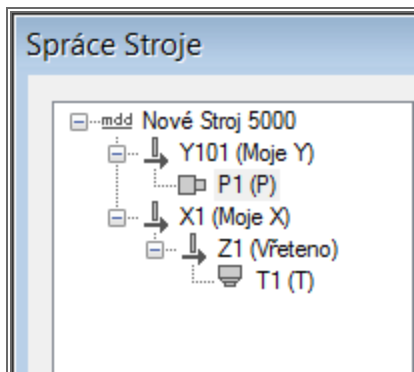 Spráce Stroje
mdd Nové Stroj 5000
Y101 (Moje Y)
P1 (P)
X1 (Moje X)
Z1 (Vřeteno)
T1 (T)